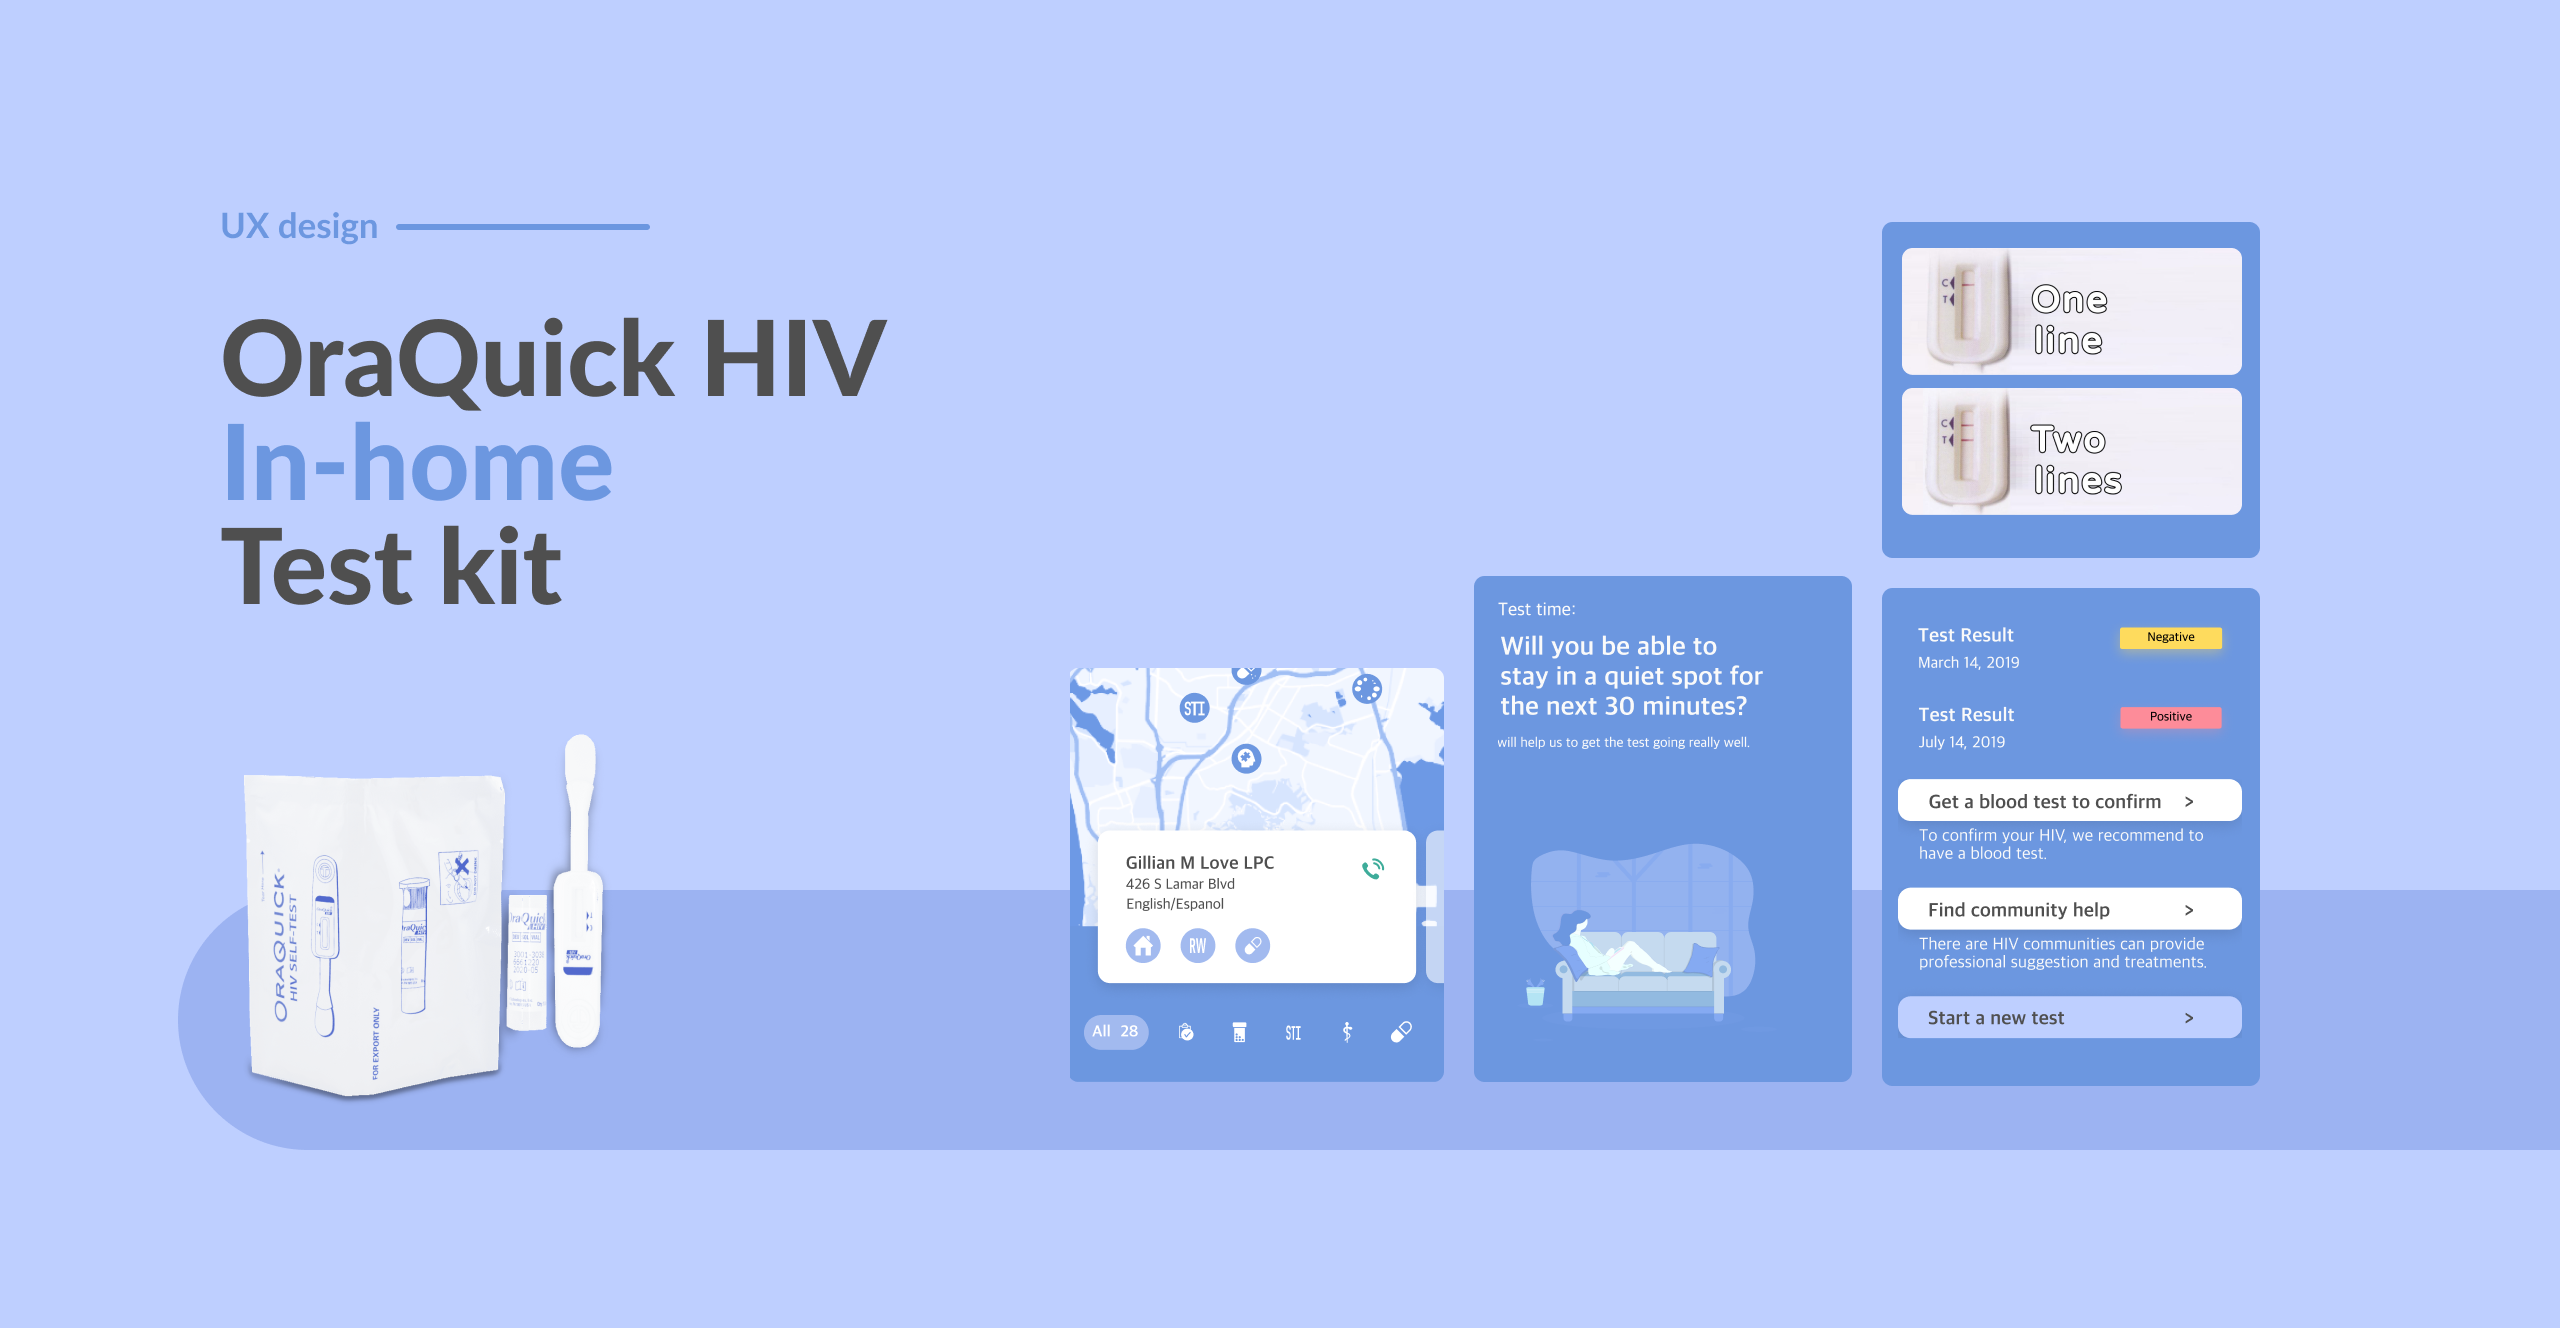 UX design
OraQuick HIV
In-home
Test kit
ORAQUICK
HIV SELF-TEST
FOR EXPORT ONLY
OraQuick
STI
Gillian M Love LPC
426 S Lamar Blvd
English/Espanol
RW
All 28
STI
Test time:
Will you be able to
stay in a quiet spot for
the next 30 minutes?
will help us to get the test going really well.
C
T
One
line
C
T
Two
lines
Test Result
Negative
March 14, 2019
Test Result
Positive
July 14, 2019
Get a blood test to confirm >
To confirm your HIV, we recommend to
have a blood test.
Find community help >
There are HIV communities can provide
professional suggestion and treatments.
Start a new test >